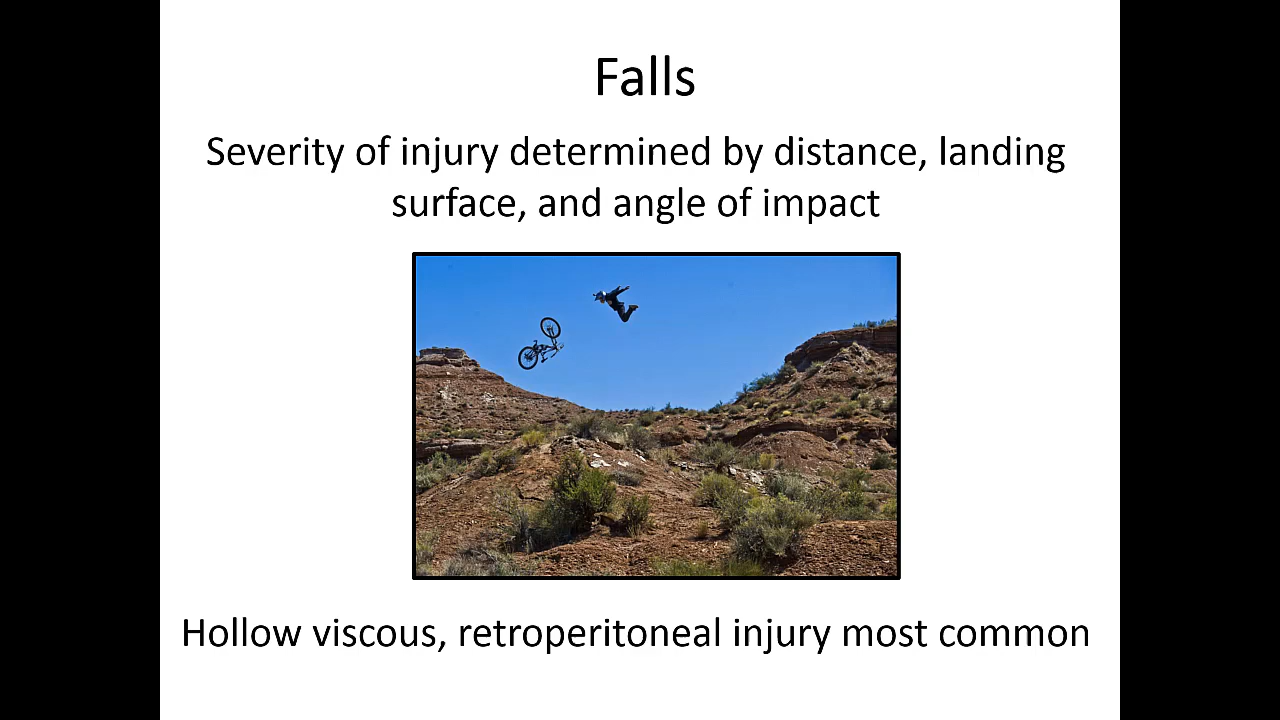 Falls
Severity of injury determined by distance, landing
surface, and angle of impact
Hollow viscous, retroperitoneal injury most common